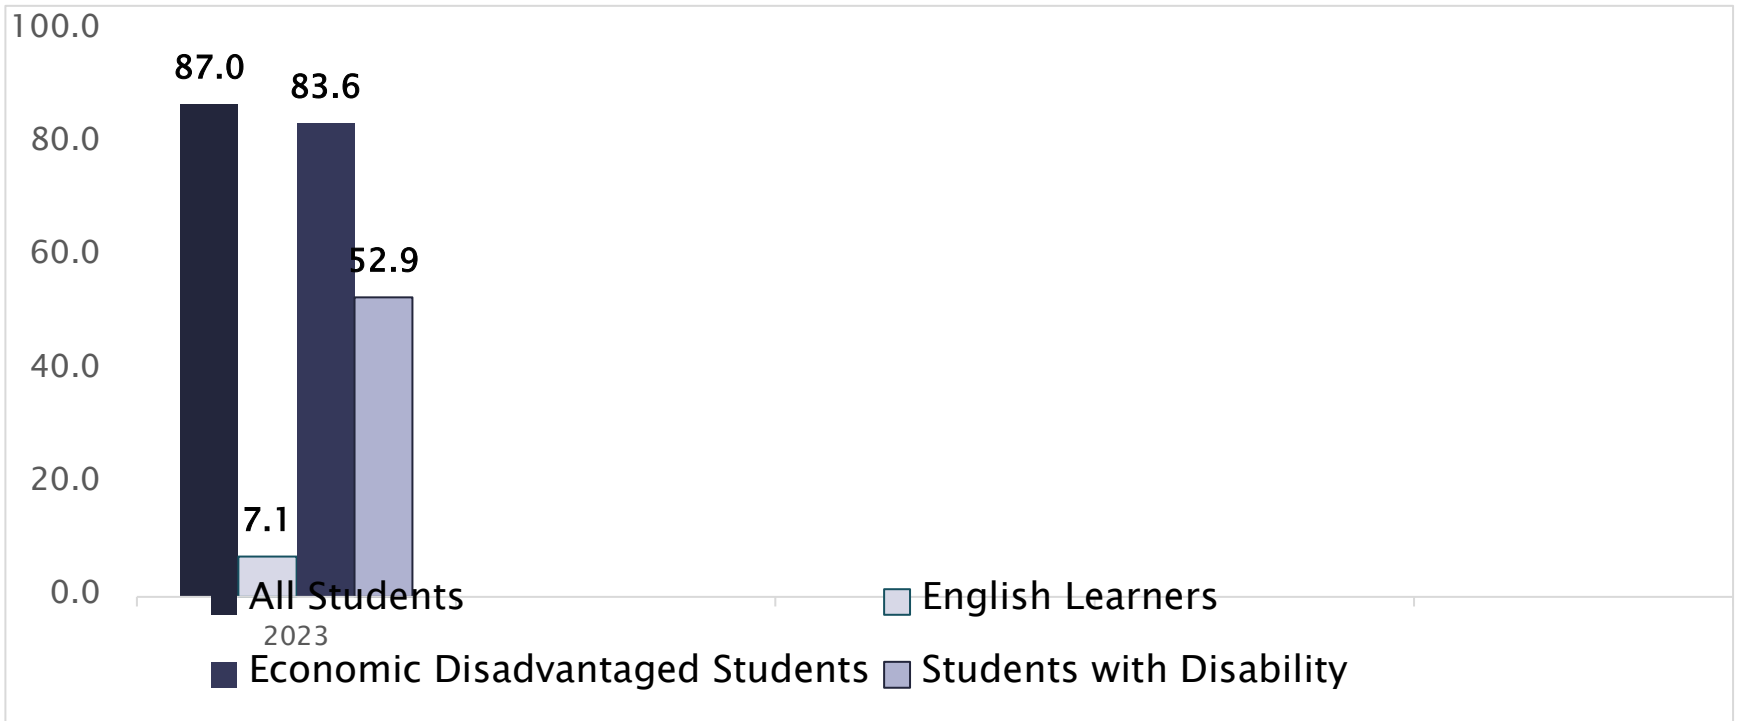 100.0
87.0
83.6
80.0
60.0
52.9
40.0
20.0
7.1
0.0
All Students
English Learners
2023
Economic Disadvantaged Students
Students with Disability